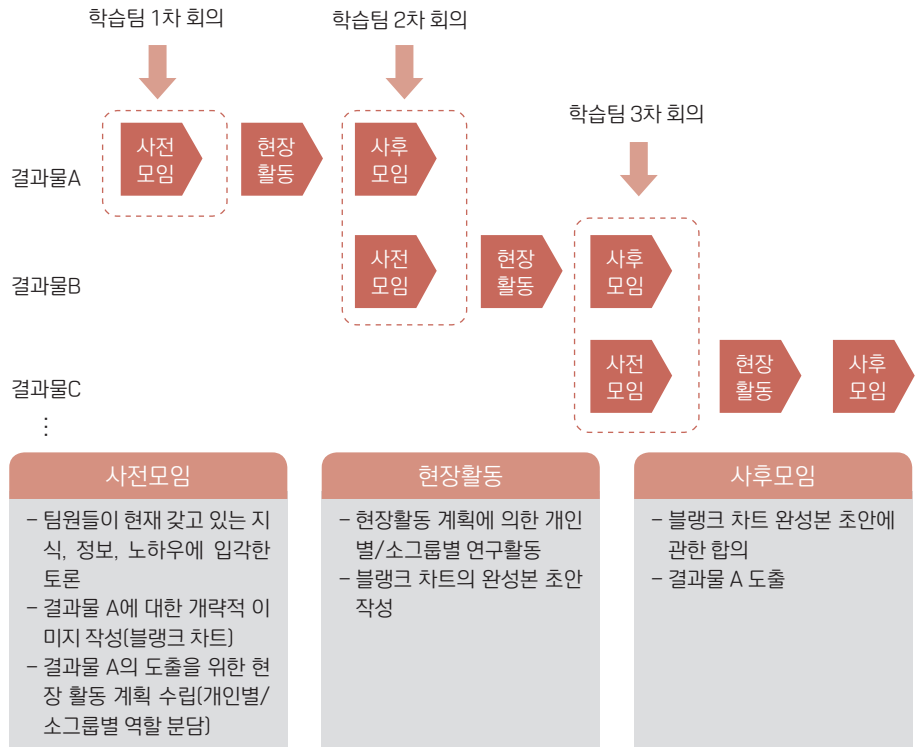 학습팀 1차 회의
학습팀 2차 회의
학습팀 3차 회의
결과물A
사전
모임
현장
활동
사후
모임
결과물B
사전
모임
현장
활동
사후
모임
결과물C
사전
모임
현장
활동
사후
모임
⋮
사전모임
– 팀원들이 현재 갖고 있는 지
식, 정보, 노하우에 입각한
토론
– 결과물 A에 대한 개략적 이
미지 작성(블랭크 차트)
– 결과물 A의 도출을 위한 현
장 활동 계획 수립(개인별/
소그룹별 역할 분담)
현장활동
– 현장활동 계획에 의한 개인
별/소그룹별 연구활동
– 블랭크 차트의 완성본 초안
작성
사후모임
– 블랭크 차트 완성본 초안에
관한 합의
– 결과물 A 도출